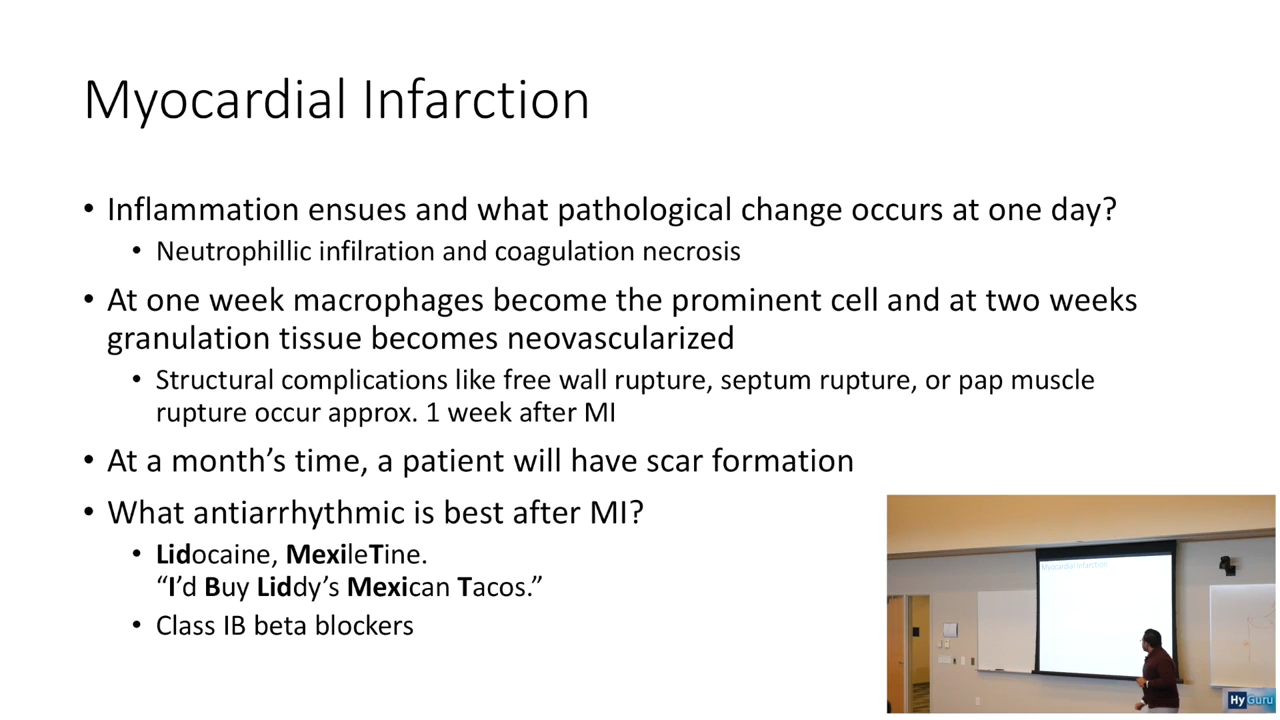 Myocardial Infarction
• Inflammation ensues and what pathological change occurs at one day?
• Neutrophillic infilration and coagulation necrosis
• At one week macrophages become the prominent cell and at two weeks
granulation tissue becomes neovascularized
• Structural complications like free wall rupture, septum rupture, or pap muscle
rupture occur approx. 1 week after MI
• At a month’s time, a patient will have scar formation
• What antiarrhythmic is best after MI?
• Lidocaine, MexileTine.
“I’d Buy Liddy’s Mexican Tacos.”
• Class IB beta blockers
Myocardial Infarction
HyGuru